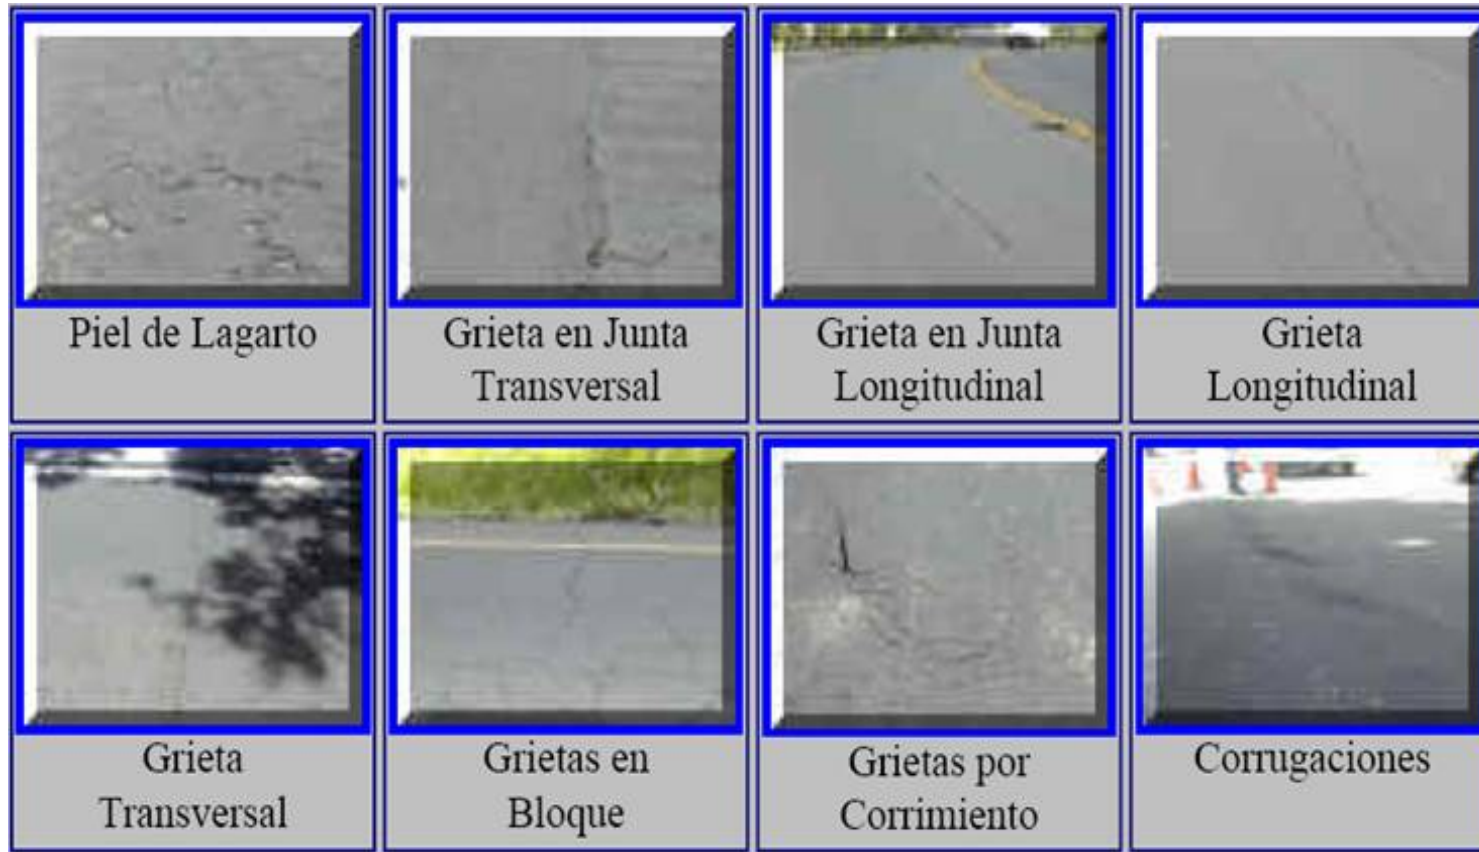 Piel de Lagarto
Grieta en Junta
Transversal
Grieta en Junta
Longitudinal
Grieta
Longitudinal
Grieta
Transversal
Grietas en
Bloque
Grietas por
Corrimiento
Corrugaciones